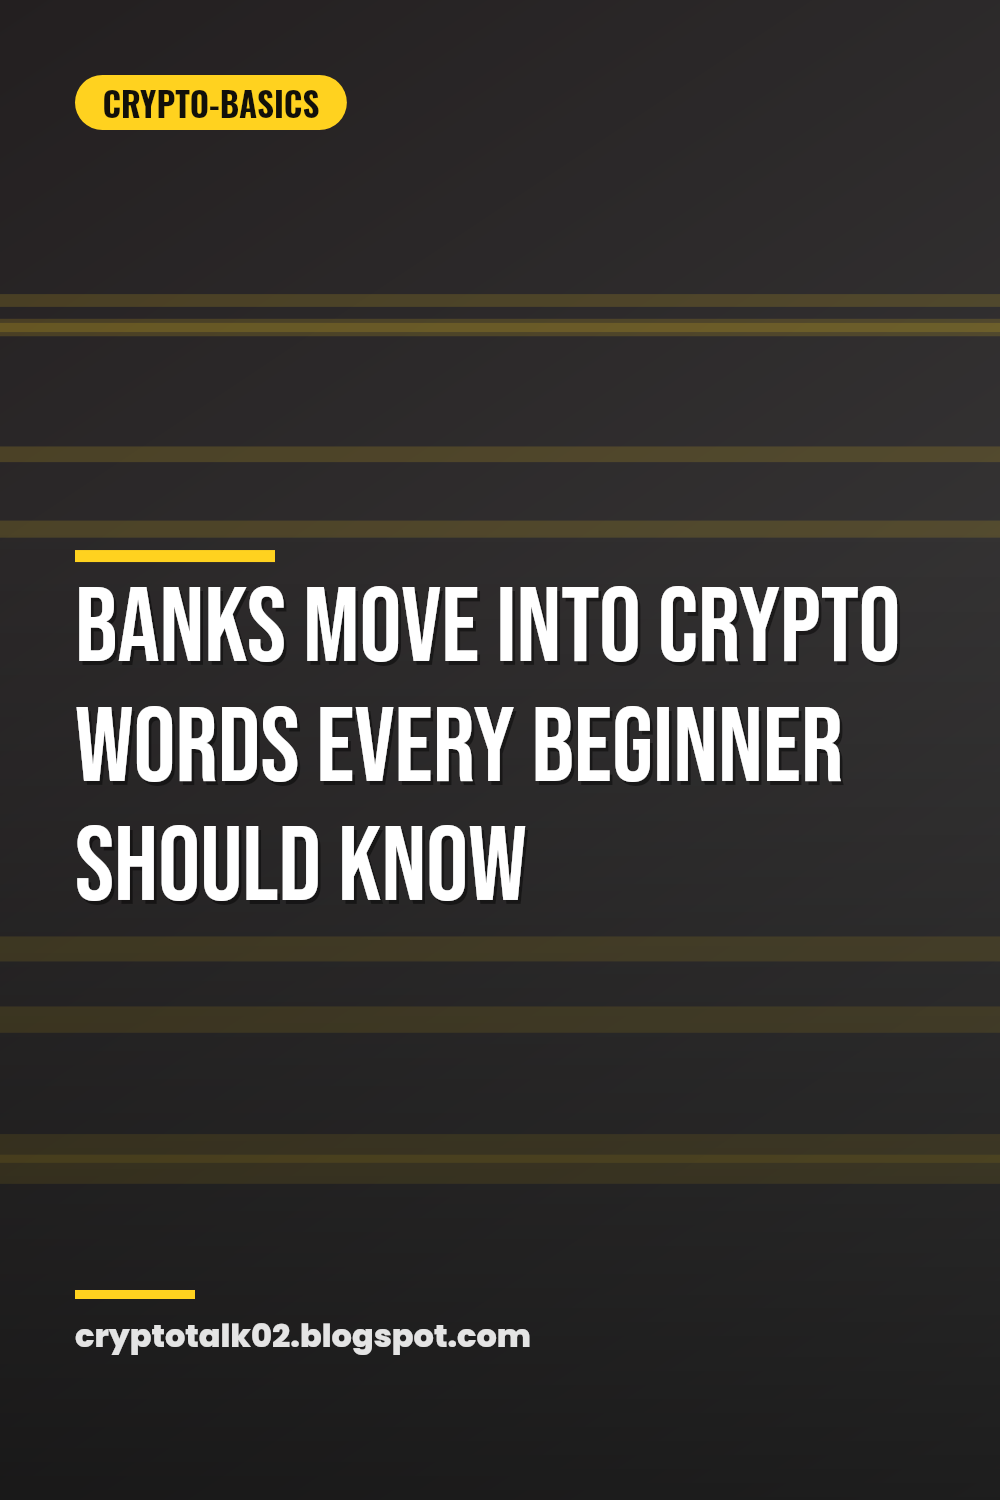 CRYPTO-BASICS
BANKS MOVE INTO CRYPTO
WORDS EVERY BEGINNER
SHOULD KNOW
cryptotalk02.blogspot.com